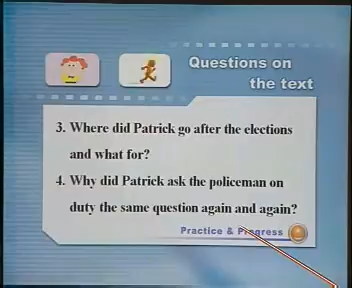 Questions on
the text
3. Where did Patrick go after the elections
and what for?
4. Why did Patrick ask the policeman on
duty the same question again and again?
Practice & Progress